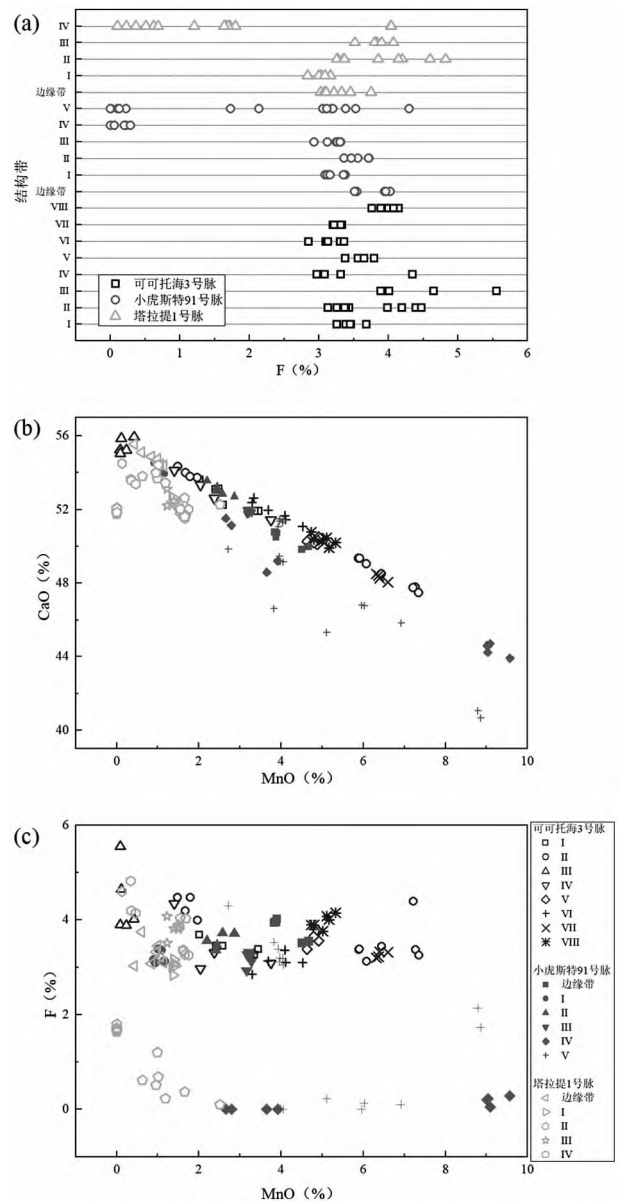 (a)
IV
III
II
I
边缘带
V
IV
III
II
I
边缘带
VIII
VII
VI
V
IV
III
II
I
结构带
可可托海3号脉
小虎斯特91号脉
塔拉提1号脉
0 1 2 3 4 5 6
F（%）
(b)
56
52
48
44
40
CaO（%）
0 2 4 6 8 10
MnO（%）
(c)
6
4
2
0
F（%）
0 2 4 6 8 10
MnO（%）
可可托海3号脉
I
II
III
IV
V
VI
VII
VIII
小虎斯特91号脉
边缘带
I
II
III
IV
V
塔拉提1号脉
边缘带
I
II
III
IV